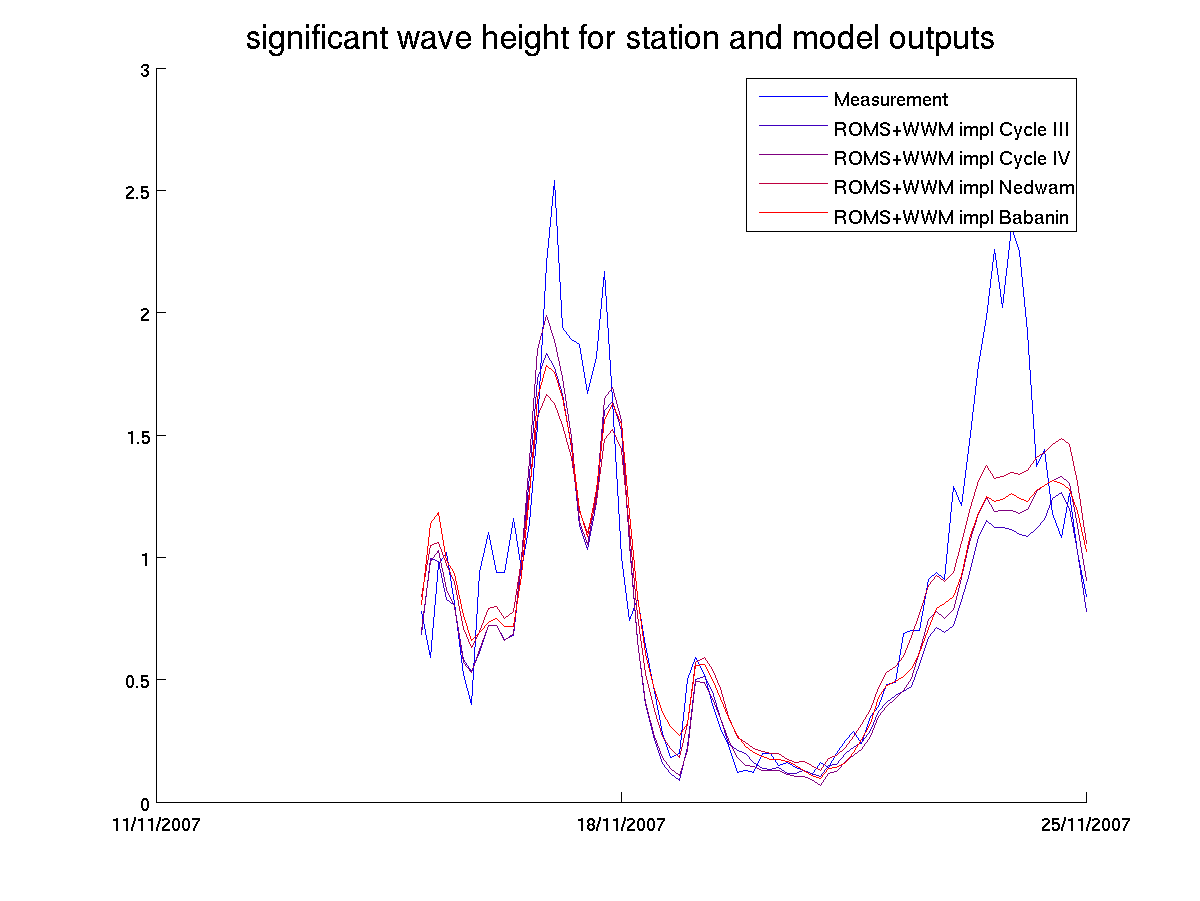 significant wave height for station and model outputs
3
Measurement
ROMS+WWM impl Cycle III
ROMS+WWM impl Cycle IV
ROMS+WWM impl Nedwam
ROMS+WWM impl Babanin
2.5
2
1.5
1
0.5
0
11/11/2007 18/11/2007 25/11/2007